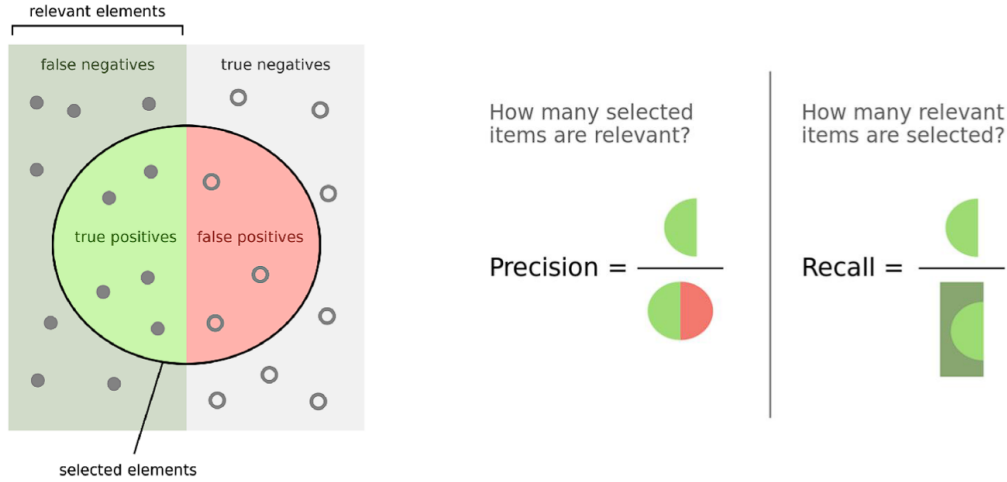 relevant elements
false negatives
true negatives
true positives
false positives
selected elements
How many selected
items are relevant?
Precision =
How many relevant
items are selected?
Recall =